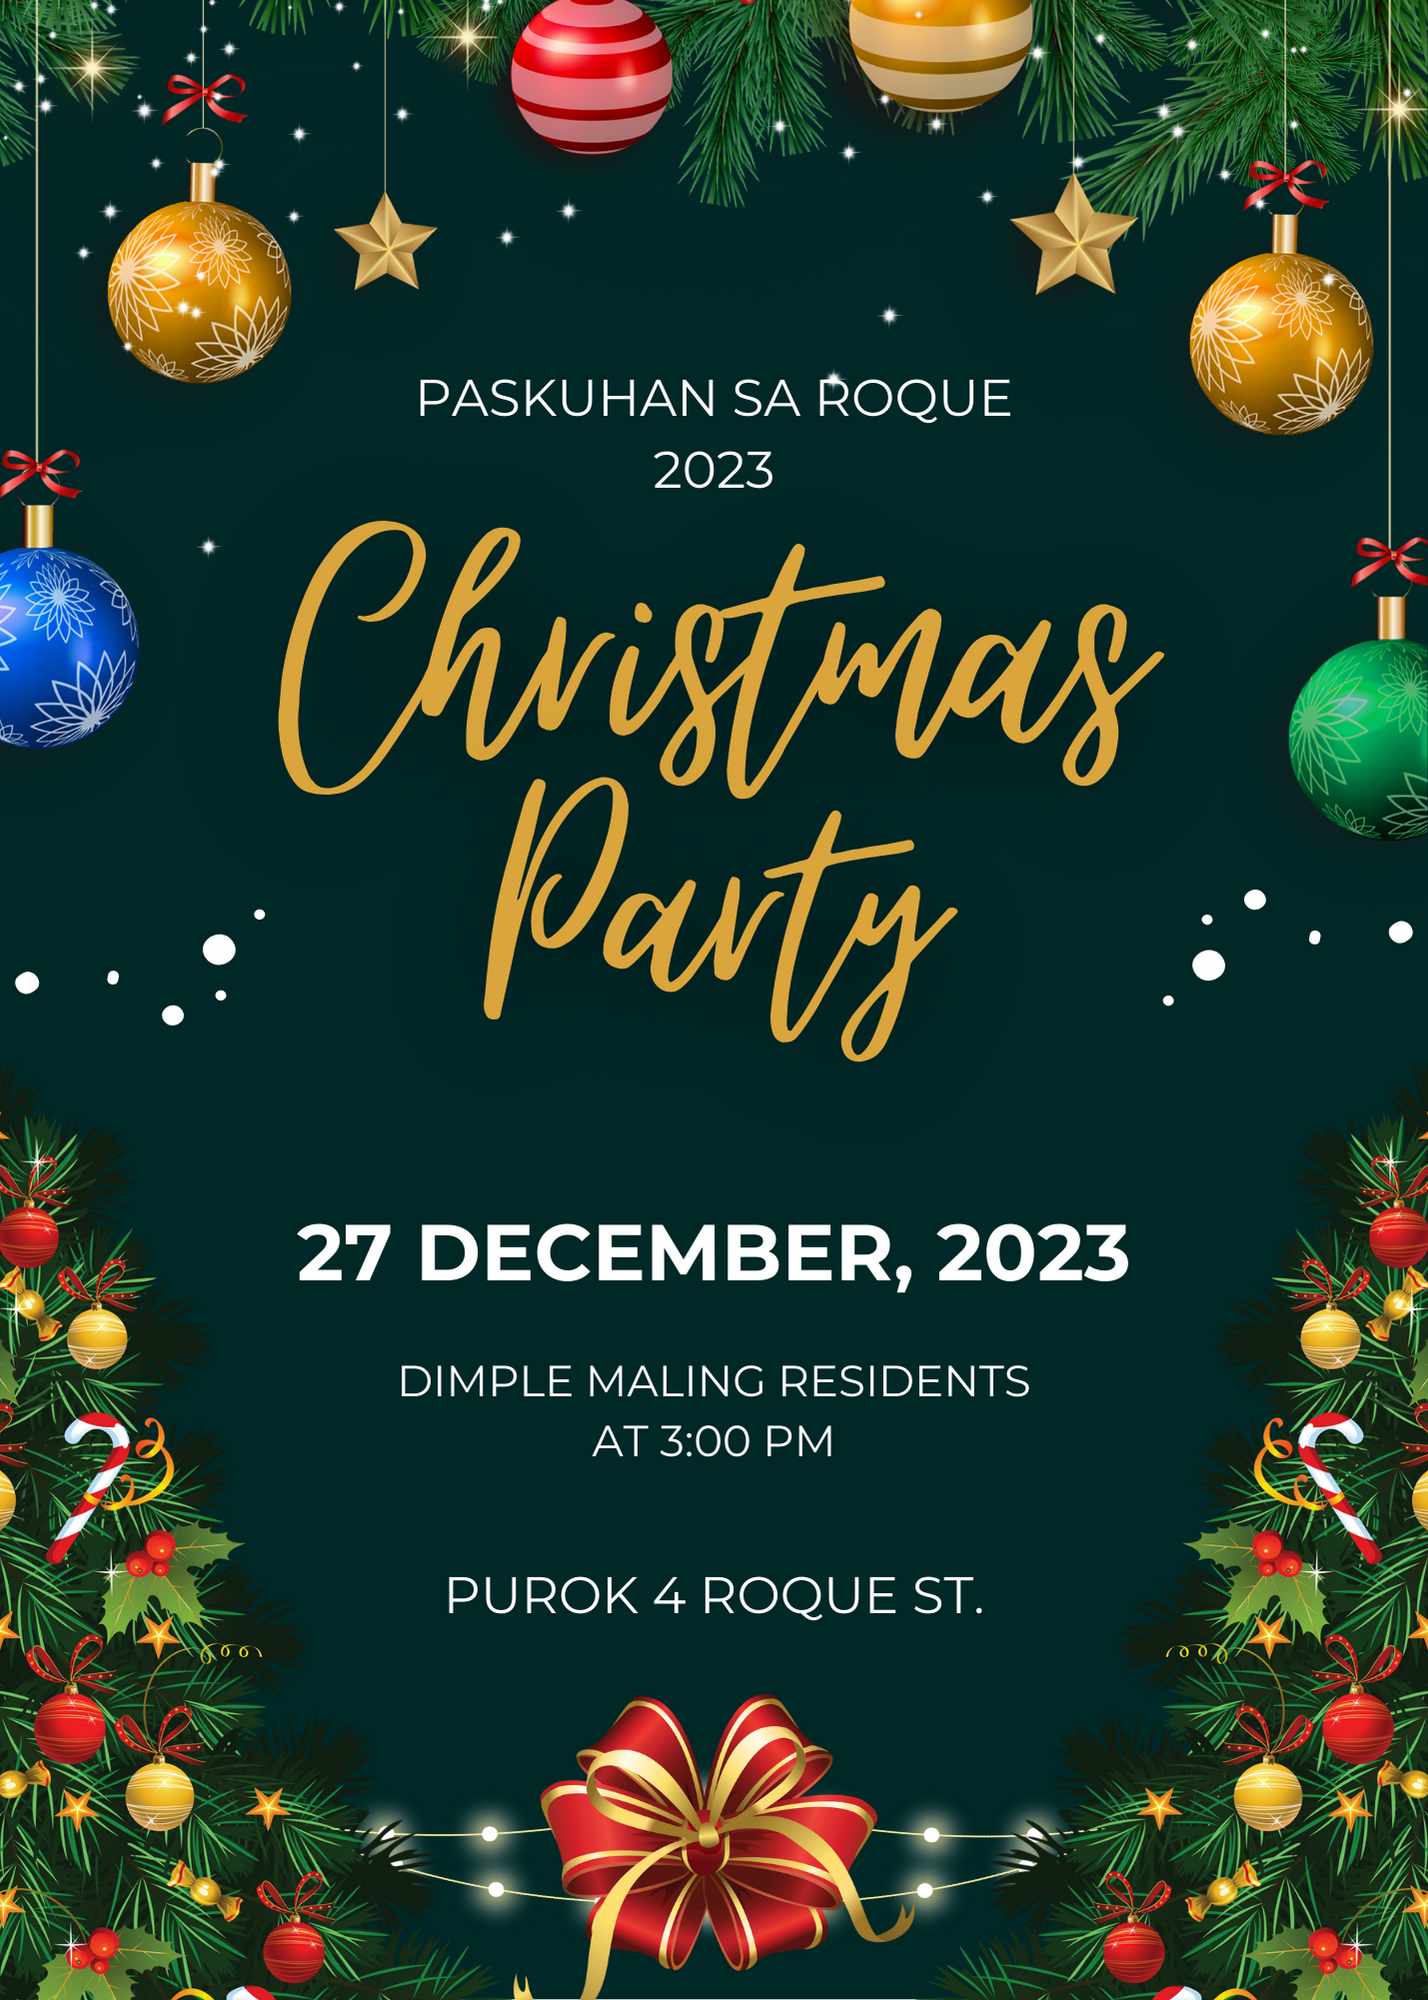 PASKUHAN SA ROQUE
2023
Christmas
Party
27 DECEMBER, 2023
DIMPLE MALING RESIDENTS
AT 3:00 PM
PUROK 4 ROQUE ST.